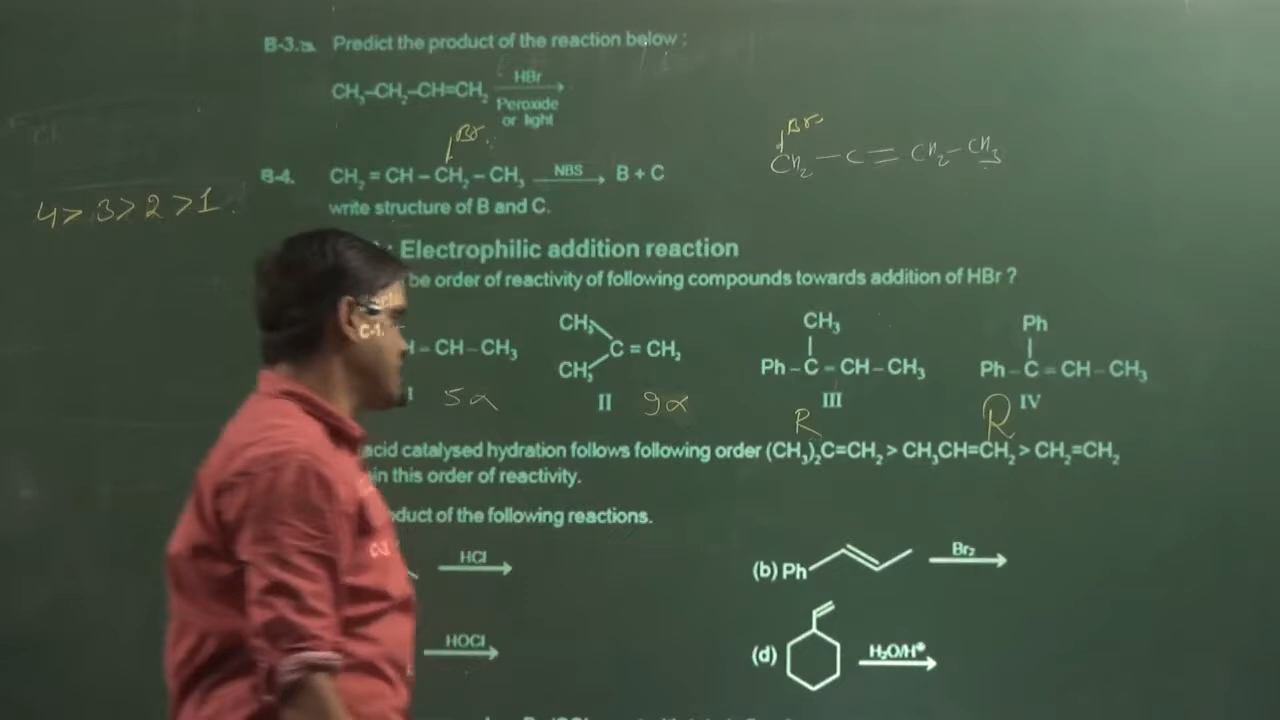 B-3. Predict the product of the reaction below :
CH₃–CH₂–CH=CH₂ HBr Peroxide or light
Br
Br
CH₂ – C = CH₂ – CH₃
B-4. CH₂ = CH – CH₂ – CH₃ NBS B + C
4 > 3 > 2 > 1.
write structure of B and C.
: Electrophilic addition reaction
be order of reactivity of following compounds towards addition of HBr ?
C-1.
– CH – CH₃
CH₃ CH₃ C = CH₂
CH₃ Ph – C – CH – CH₃
Ph Ph – C = CH – CH₃
I 5α II 9α III R IV R
acid catalysed hydration follows following order (CH₃)₂C=CH₂ > CH₃CH=CH₂ > CH₂=CH₂
in this order of reactivity.
duct of the following reactions.
HCl
(b) Ph Br₂
HOCl
(d) H₂O/H⊕